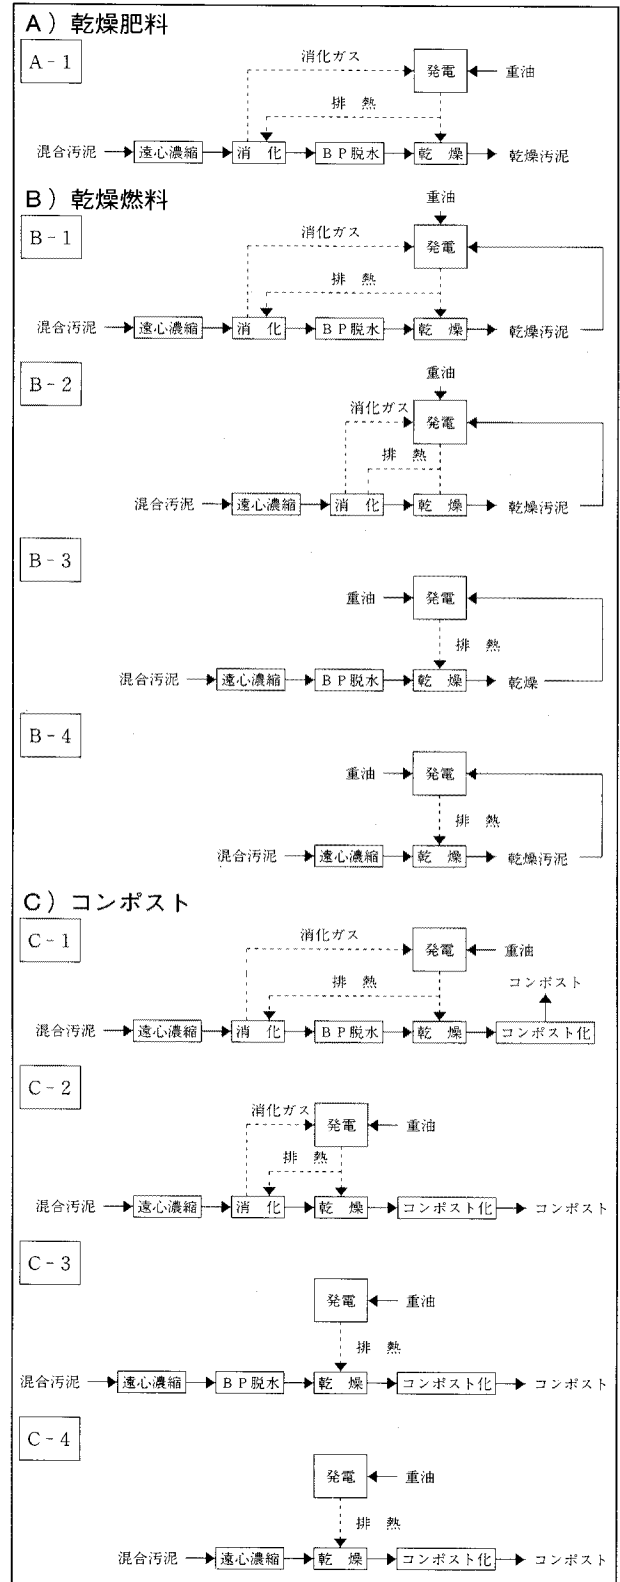 A) 乾燥肥料
A-1
消化ガス 発電 重油
排 熱
混合汚泥 遠心濃縮 消 化 BP脱水 乾 燥 乾燥汚泥
B) 乾燥燃料
重油
B-1
消化ガス 発電
排 熱
混合汚泥 遠心濃縮 消 化 BP脱水 乾 燥 乾燥汚泥
B-2
重油
消化ガス 発電
排 熱
混合汚泥 遠心濃縮 消 化 乾 燥 乾燥汚泥
B-3
重油 発電
排 熱
混合汚泥 遠心濃縮 BP脱水 乾 燥 乾燥
B-4
重油 発電
排 熱
混合汚泥 遠心濃縮 乾 燥 乾燥汚泥
C) コンポスト
C-1
消化ガス 発電 重油
排 熱 コンポスト
混合汚泥 遠心濃縮 消 化 BP脱水 乾 燥 コンポスト化
C-2
消化ガス 発電 重油
排 熱
混合汚泥 遠心濃縮 消 化 乾 燥 コンポスト化 コンポスト
C-3
発電 重油
排 熱
混合汚泥 遠心濃縮 BP脱水 乾 燥 コンポスト化 コンポスト
C-4
発電 重油
排 熱
混合汚泥 遠心濃縮 乾 燥 コンポスト化 コンポスト